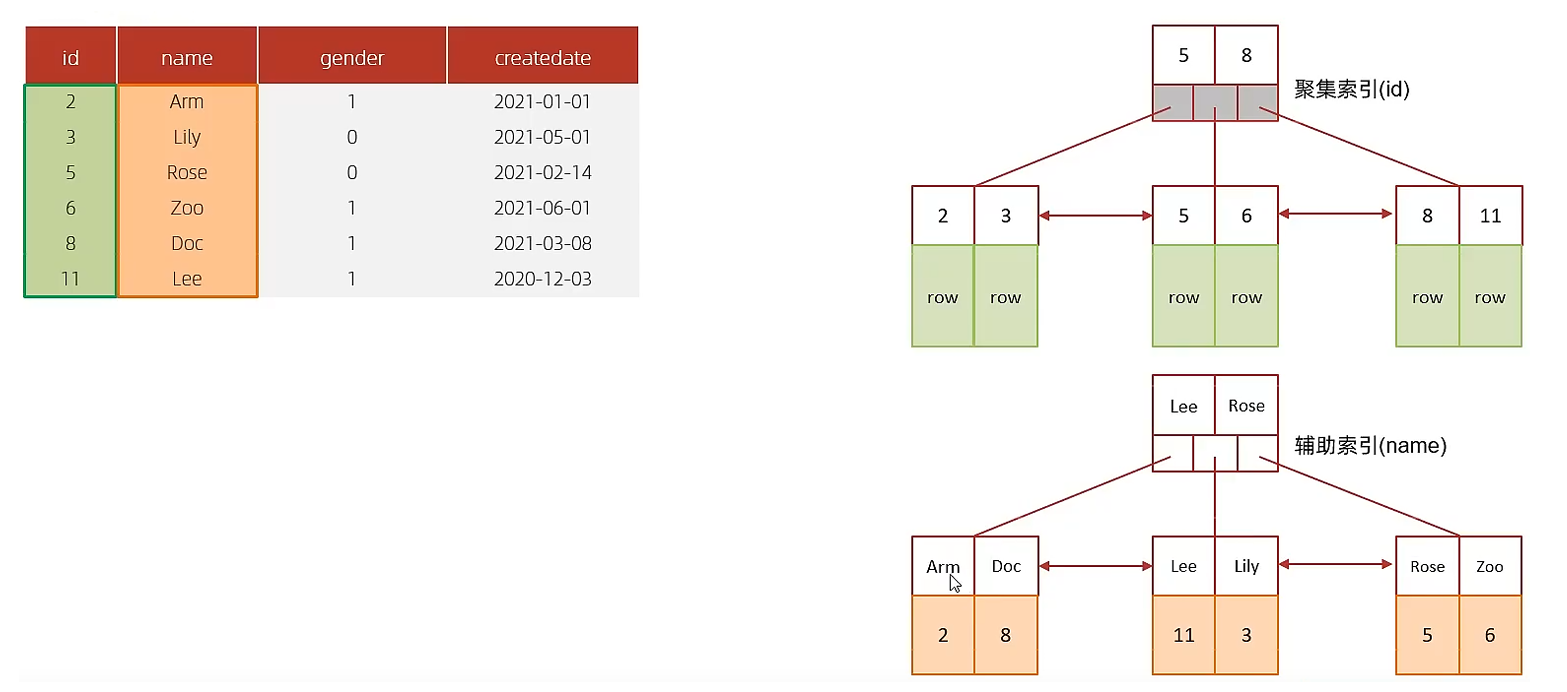 id name gender createdate
2 Arm 1 2021-01-01
3 Lily 0 2021-05-01
5 Rose 0 2021-02-14
6 Zoo 1 2021-06-01
8 Doc 1 2021-03-08
11 Lee 1 2020-12-03
5 8
聚集索引(id)
2 3 5 6 8 11
row row row row row row
Lee Rose
辅助索引(name)
Arm Doc Lee Lily Rose Zoo
2 8 11 3 5 6